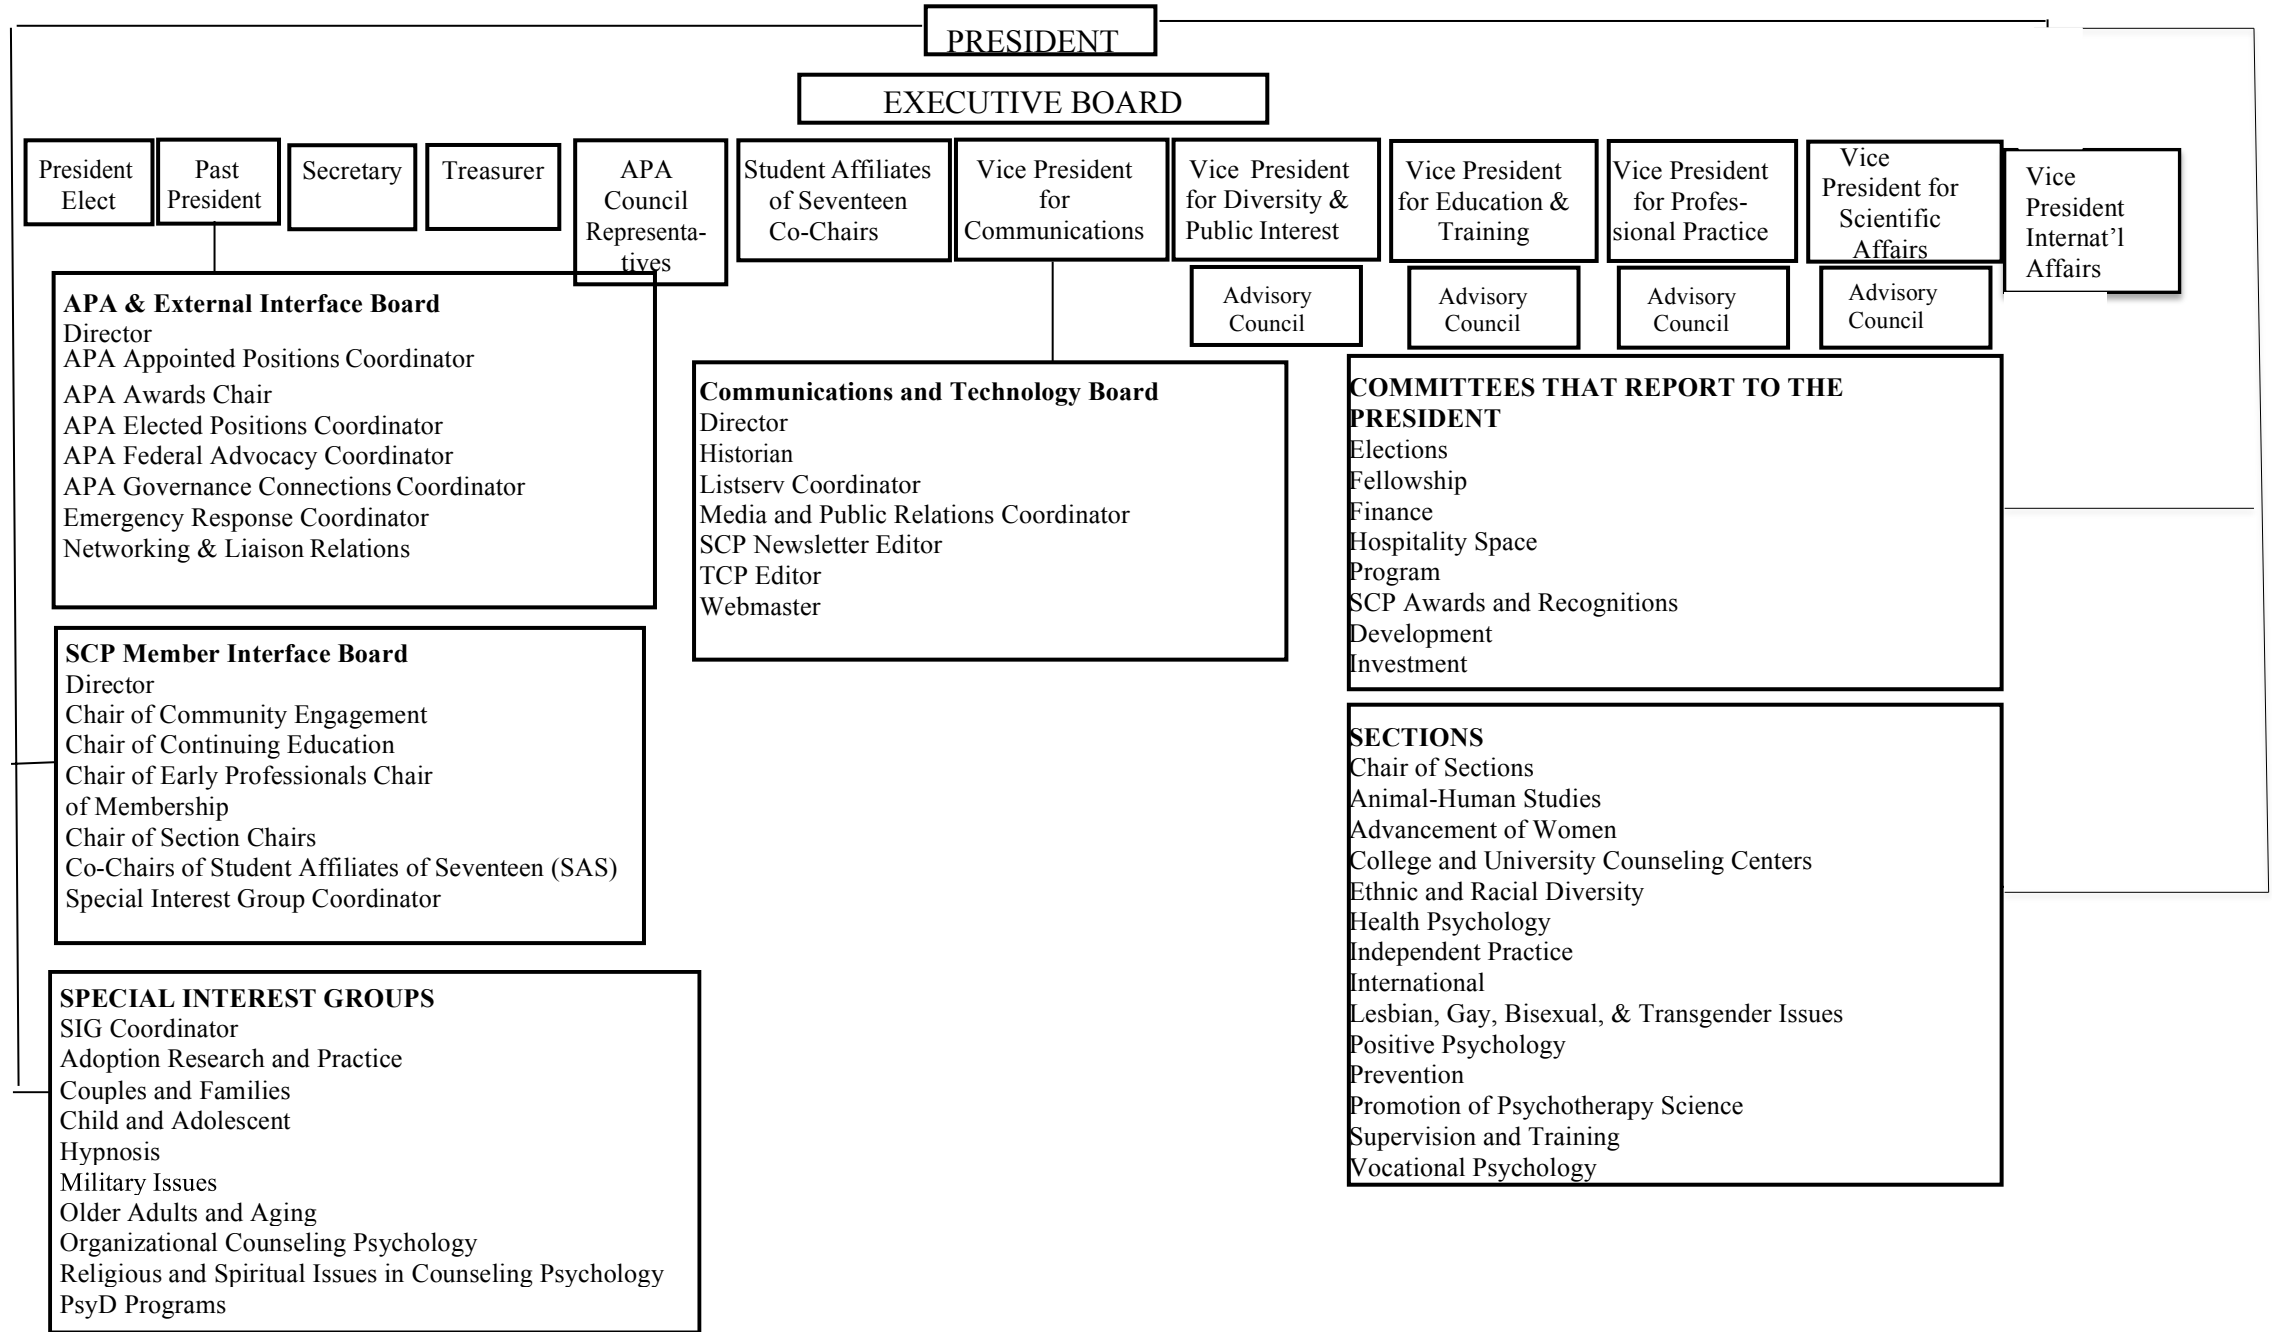 PRESIDENT
EXECUTIVE BOARD
President
Elect
Past
President
Secretary
Treasurer
APA
Council
Representa-
tives
Student Affiliates
of Seventeen
Co-Chairs
Vice President
for
Communications
Vice President
for Diversity &
Public Interest
Vice President
for Education &
Training
Vice President
for Profes-
sional Practice
Vice
President for
Scientific
Affairs
Vice
President
Internat’l
Affairs
Advisory
Council
Advisory
Council
Advisory
Council
Advisory
Council
APA & External Interface Board
Director
APA Appointed Positions Coordinator
APA Awards Chair
APA Elected Positions Coordinator
APA Federal Advocacy Coordinator
APA Governance Connections Coordinator
Emergency Response Coordinator
Networking & Liaison Relations
Communications and Technology Board
Director
Historian
Listserv Coordinator
Media and Public Relations Coordinator
SCP Newsletter Editor
TCP Editor
Webmaster
COMMITTEES THAT REPORT TO THE
PRESIDENT
Elections
Fellowship
Finance
Hospitality Space
Program
SCP Awards and Recognitions
Development
Investment
SCP Member Interface Board
Director
Chair of Community Engagement
Chair of Continuing Education
Chair of Early Professionals Chair
of Membership
Chair of Section Chairs
Co-Chairs of Student Affiliates of Seventeen (SAS)
Special Interest Group Coordinator
SECTIONS
Chair of Sections
Animal-Human Studies
Advancement of Women
College and University Counseling Centers
Ethnic and Racial Diversity
Health Psychology
Independent Practice
International
Lesbian, Gay, Bisexual, & Transgender Issues
Positive Psychology
Prevention
Promotion of Psychotherapy Science
Supervision and Training
Vocational Psychology
SPECIAL INTEREST GROUPS
SIG Coordinator
Adoption Research and Practice
Couples and Families
Child and Adolescent
Hypnosis
Military Issues
Older Adults and Aging
Organizational Counseling Psychology
Religious and Spiritual Issues in Counseling Psychology
PsyD Programs